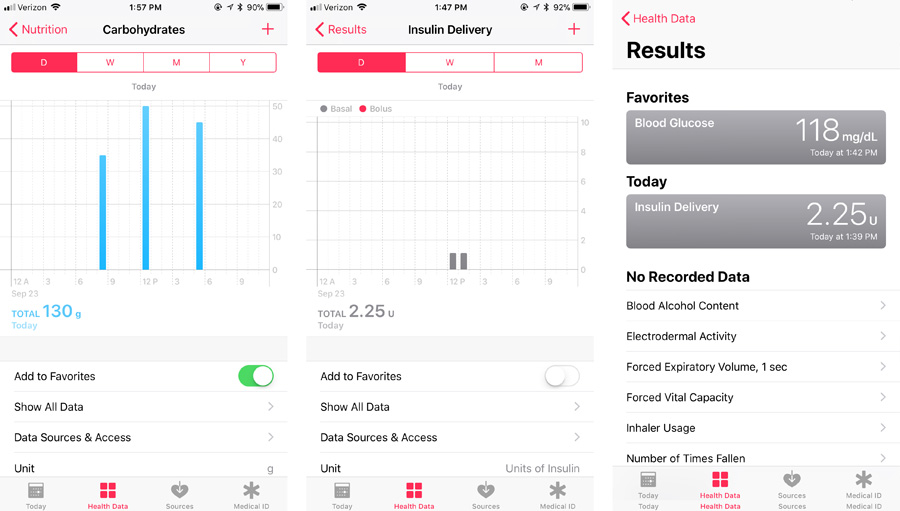 Verizon 1:57 PM 90%
Nutrition Carbohydrates +
D W M Y
Today
50
40
30
20
10
0
12 A 3 6 9 12 P 3 6 9
Sep 23
TOTAL 130 g
Today
Add to Favorites
Show All Data
Data Sources & Access
Unit g
Today Health Data Sources Medical ID
Verizon 1:47 PM 92%
Results Insulin Delivery +
D W M
Today
Basal Bolus
10
8
6
4
2
0
12 A 3 6 9 12 P 3 6 9
Sep 23
TOTAL 2.25 U
Today
Add to Favorites
Show All Data
Data Sources & Access
Unit Units of Insulin
Today Health Data Sources Medical ID
Health Data
Results
Favorites
Blood Glucose 118 mg/dL
Today at 1:42 PM
Today
Insulin Delivery 2.25 U
Today at 1:39 PM
No Recorded Data
Blood Alcohol Content
Electrodermal Activity
Forced Expiratory Volume, 1 sec
Forced Vital Capacity
Inhaler Usage
Number of Times Fallen
Today Health Data Sources Medical ID
Today Health Data Sources Medical ID